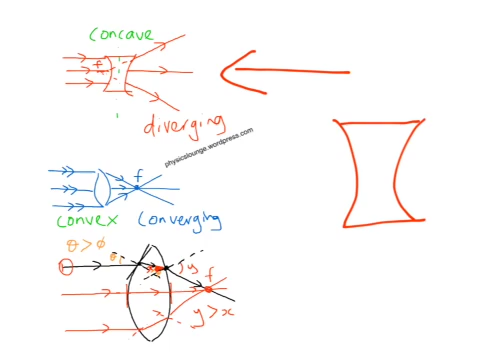 concave
f
diverging
physicslounge.wordpress.com
f
convex converging
θ > φ
θ
y
f
y > x